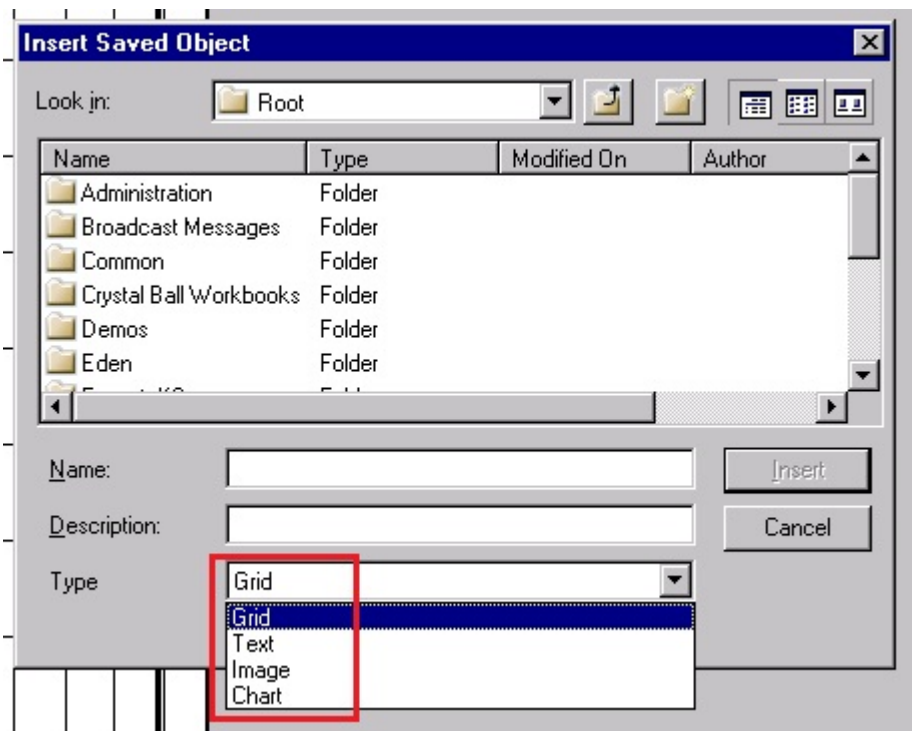 Insert Saved Object
Look in: Root
Name Type Modified On Author
Administration Folder
Broadcast Messages Folder
Common Folder
Crystal Ball Workbooks Folder
Demos Folder
Eden Folder
Name: Insert
Description: Cancel
Type Grid
Grid
Text
Image
Chart